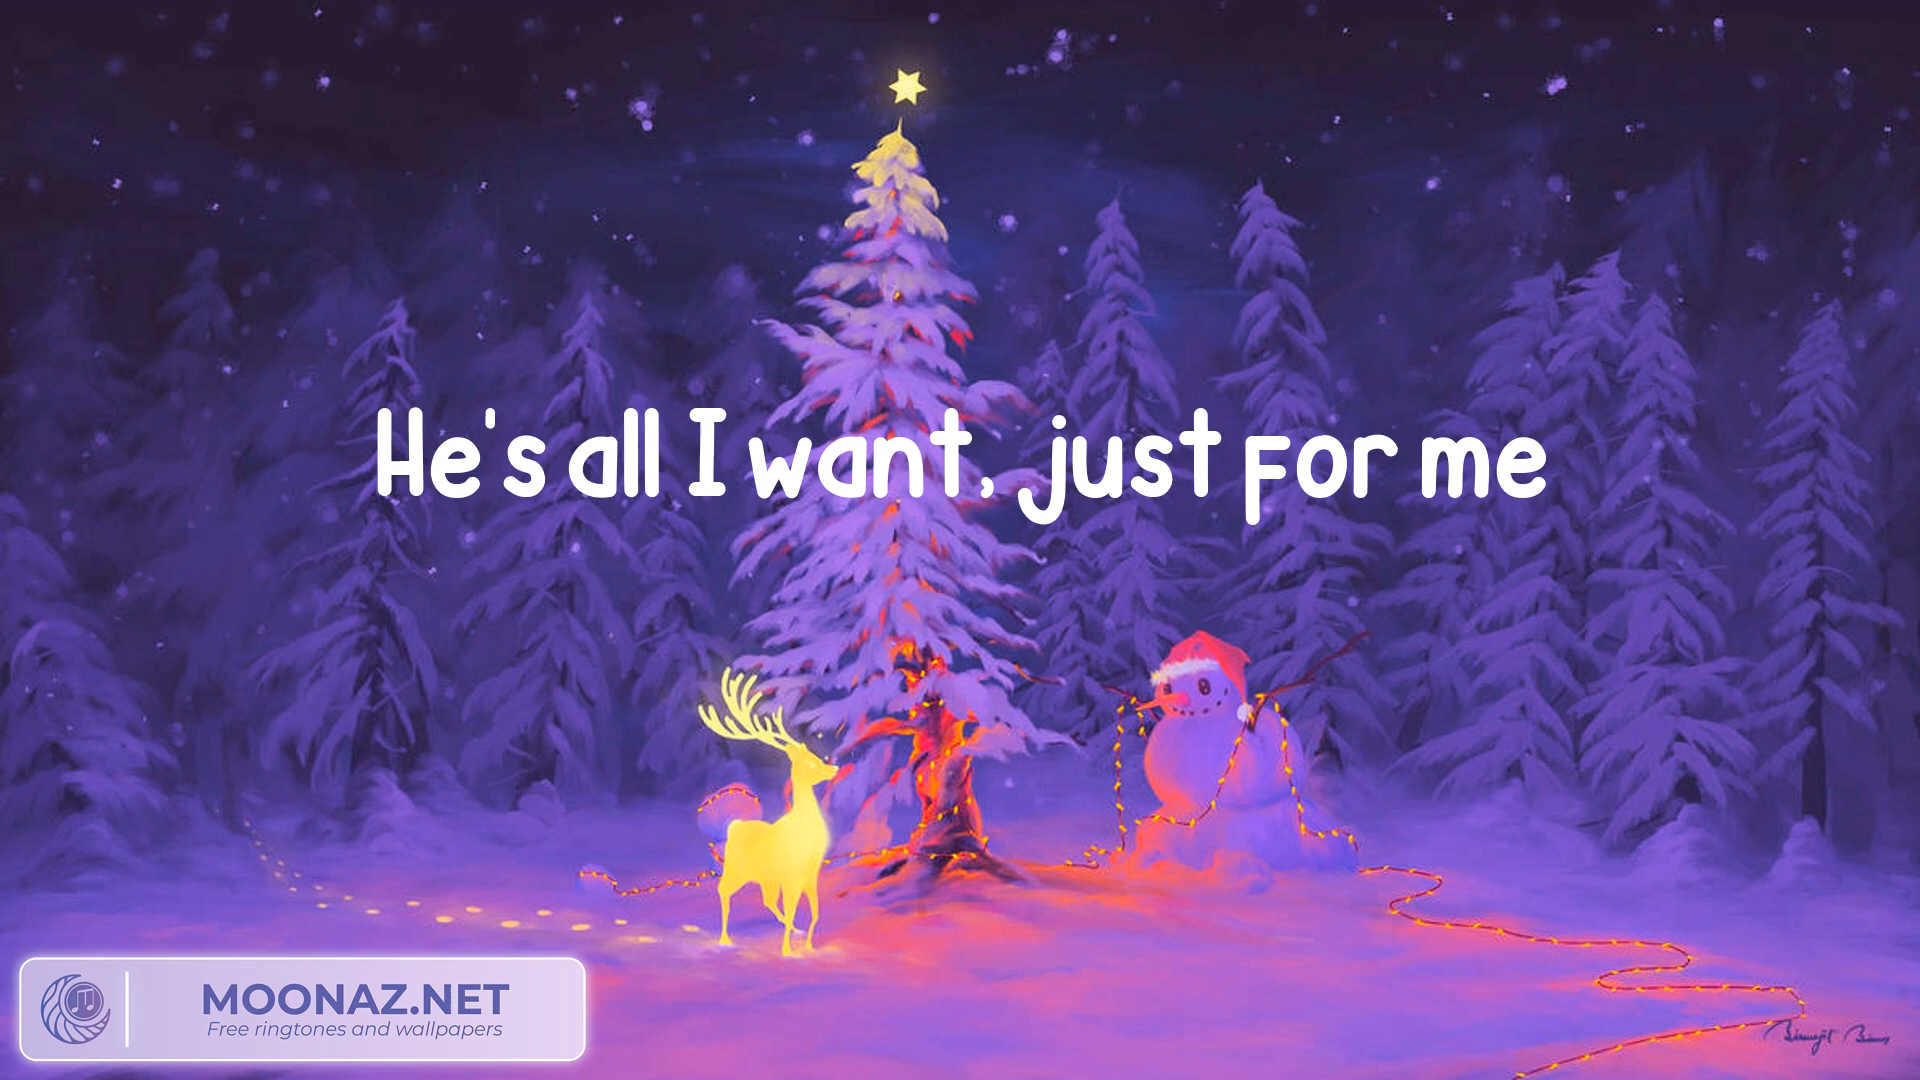 He's all I want, just for me
MOONAZ.NET
Free ringtones and wallpapers